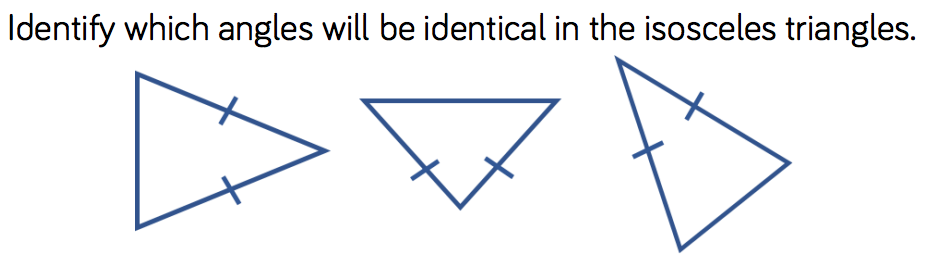 Identify which angles will be identical in the isosceles triangles.